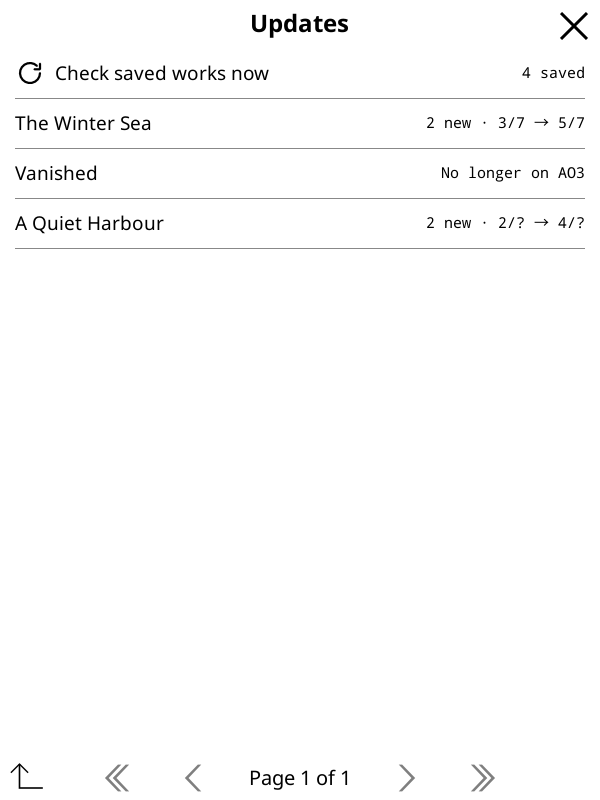 Updates
Check saved works now 4 saved
The Winter Sea 2 new · 3/7 → 5/7
Vanished No longer on AO3
A Quiet Harbour 2 new · 2/? → 4/?
Page 1 of 1